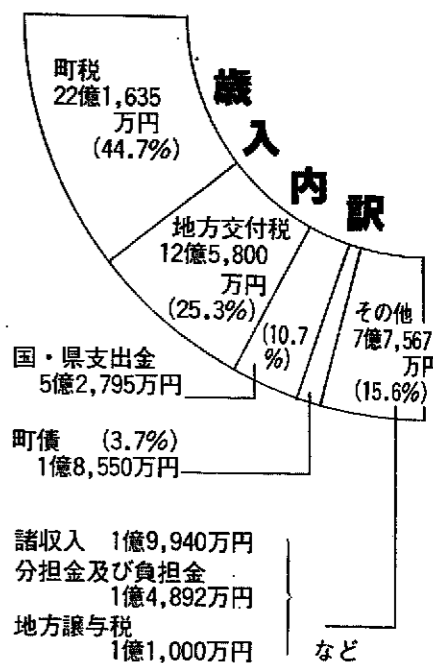 歳入内訳
町税
22億1,635
万円
(44.7%)
地方交付税
12億5,800
万円
(25.3%)
(10.7
%)
その他
7億7,567
万円
(15.6%)
国・県支出金
5億2,795万円
町債 (3.7%)
1億8,550万円
諸収入 1億9,940万円
分担金及び負担金
1億4,892万円
地方譲与税
1億1,000万円
など